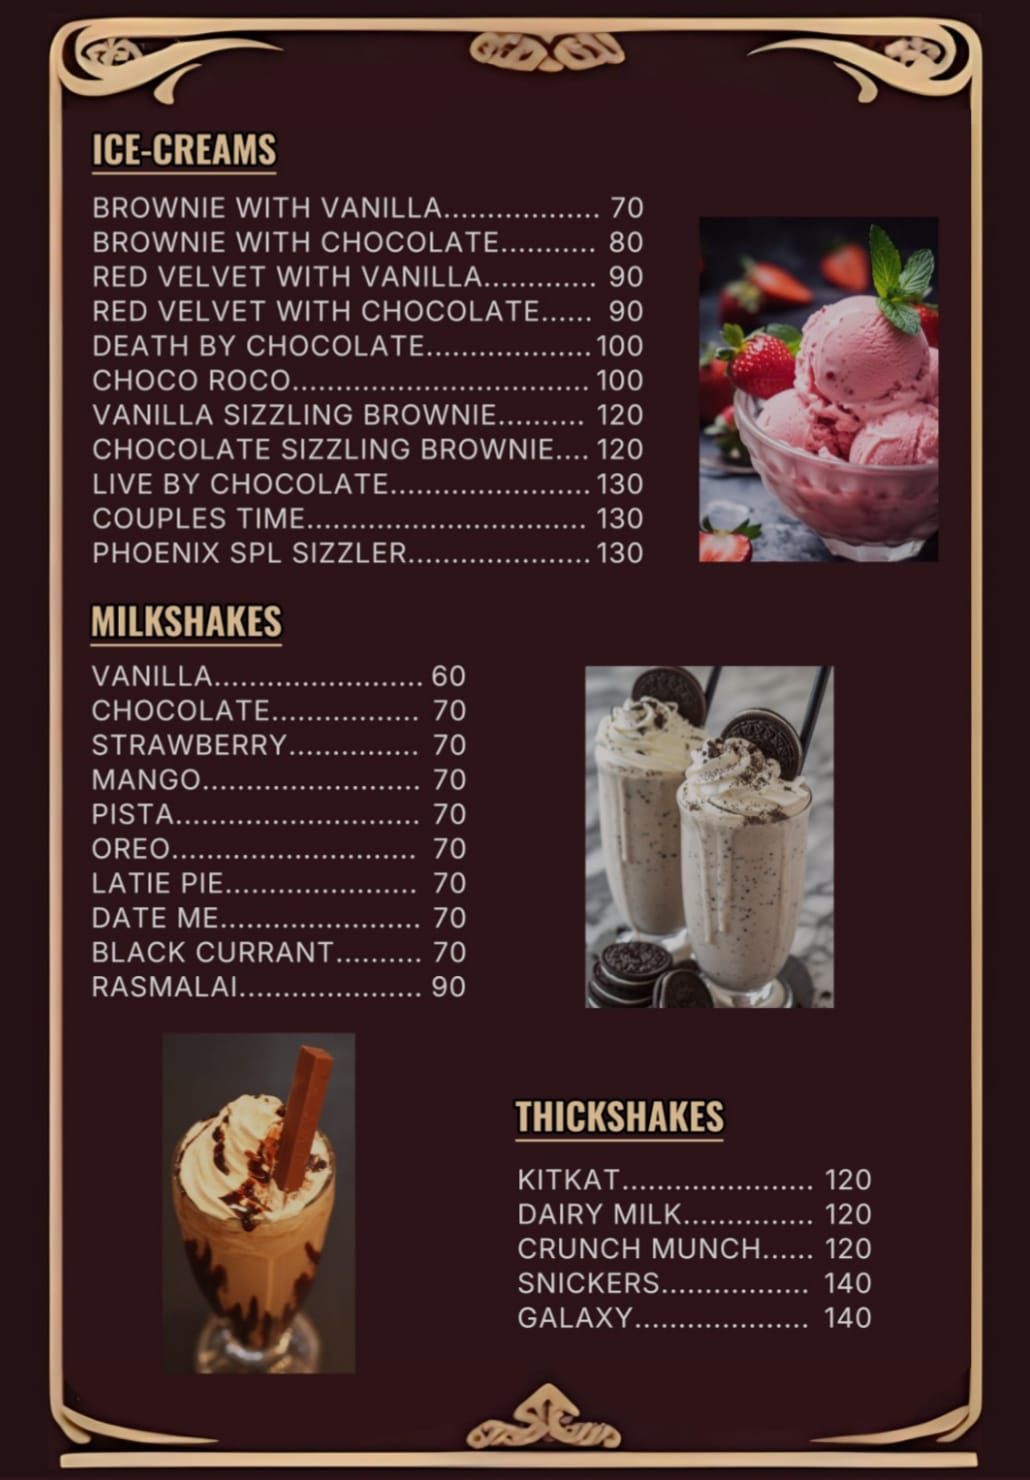 ICE-CREAMS
BROWNIE WITH VANILLA.................. 70
BROWNIE WITH CHOCOLATE........... 80
RED VELVET WITH VANILLA............. 90
RED VELVET WITH CHOCOLATE...... 90
DEATH BY CHOCOLATE...................100
CHOCO ROCO.................................. 100
VANILLA SIZZLING BROWNIE.......... 120
CHOCOLATE SIZZLING BROWNIE.... 120
LIVE BY CHOCOLATE.......................130
COUPLES TIME................................ 130
PHOENIX SPL SIZZLER.....................130
MILKSHAKES
VANILLA........................ 60
CHOCOLATE................. 70
STRAWBERRY............... 70
MANGO......................... 70
PISTA............................ 70
OREO............................ 70
LATIE PIE...................... 70
DATE ME....................... 70
BLACK CURRANT.......... 70
RASMALAI..................... 90
THICKSHAKES
KITKAT...................... 120
DAIRY MILK............... 120
CRUNCH MUNCH...... 120
SNICKERS................. 140
GALAXY.................... 140